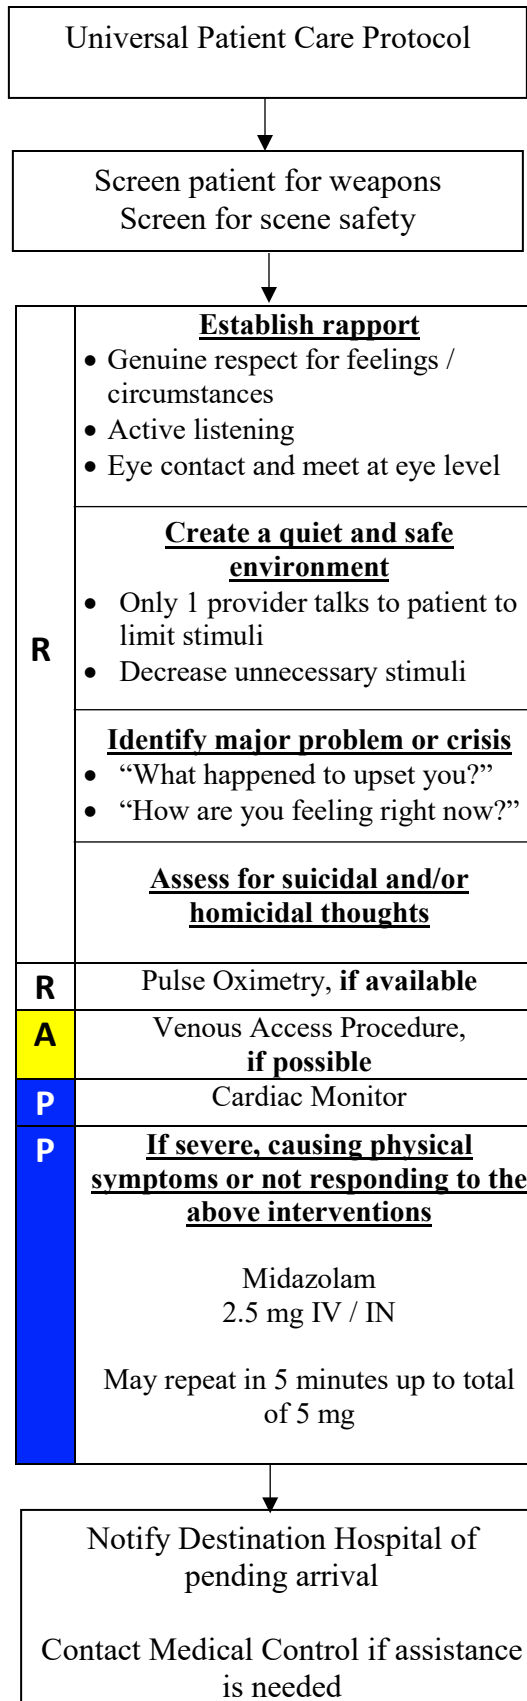 Universal Patient Care Protocol
Screen patient for weapons
Screen for scene safety
R
Establish rapport
• Genuine respect for feelings /
circumstances
• Active listening
• Eye contact and meet at eye level
Create a quiet and safe
environment
• Only 1 provider talks to patient to
limit stimuli
• Decrease unnecessary stimuli
Identify major problem or crisis
• “What happened to upset you?”
• “How are you feeling right now?”
Assess for suicidal and/or
homicidal thoughts
R Pulse Oximetry, if available
A Venous Access Procedure,
if possible
P Cardiac Monitor
P If severe, causing physical
symptoms or not responding to the
above interventions
Midazolam
2.5 mg IV / IN
May repeat in 5 minutes up to total
of 5 mg
Notify Destination Hospital of
pending arrival
Contact Medical Control if assistance
is needed